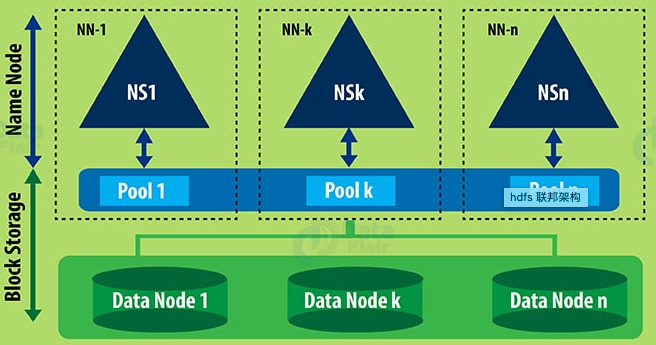 NN-1
NN-k
NN-n
Name Node
NS1
NSk
NSn
Pool 1
Pool k
Pool n
hdfs 联邦架构
Block Storage
Data Node 1
Data Node k
Data Node n
Data
Flair